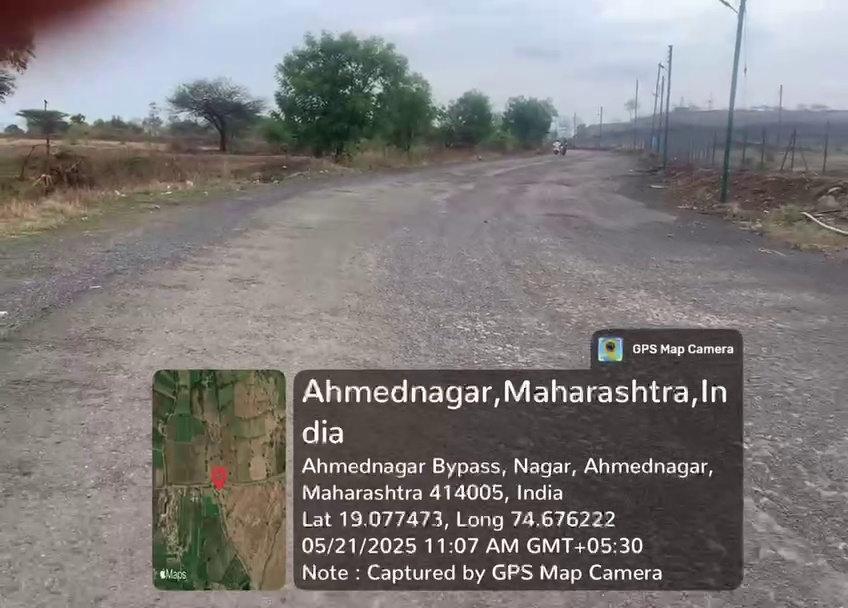 GPS Map Camera
Ahmednagar,Maharashtra,In
dia
Ahmednagar Bypass, Nagar, Ahmednagar,
Maharashtra 414005, India
Lat 19.077473, Long 74.676222
05/21/2025 11:07 AM GMT+05:30
Note : Captured by GPS Map Camera
Maps